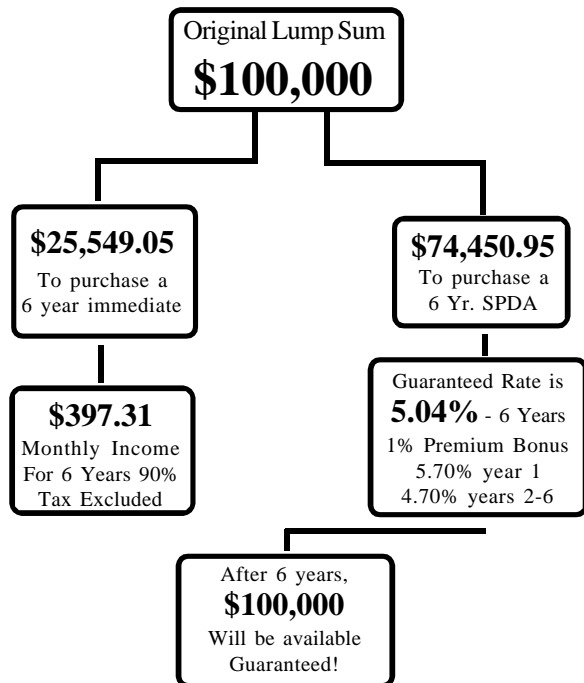 Original Lump Sum
$100,000
$25,549.05
To purchase a
6 year immediate
$74,450.95
To purchase a
6 Yr. SPDA
$397.31
Monthly Income
For 6 Years 90%
Tax Excluded
Guaranteed Rate is
5.04% - 6 Years
1% Premium Bonus
5.70% year 1
4.70% years 2-6
After 6 years,
$100,000
Will be available
Guaranteed!